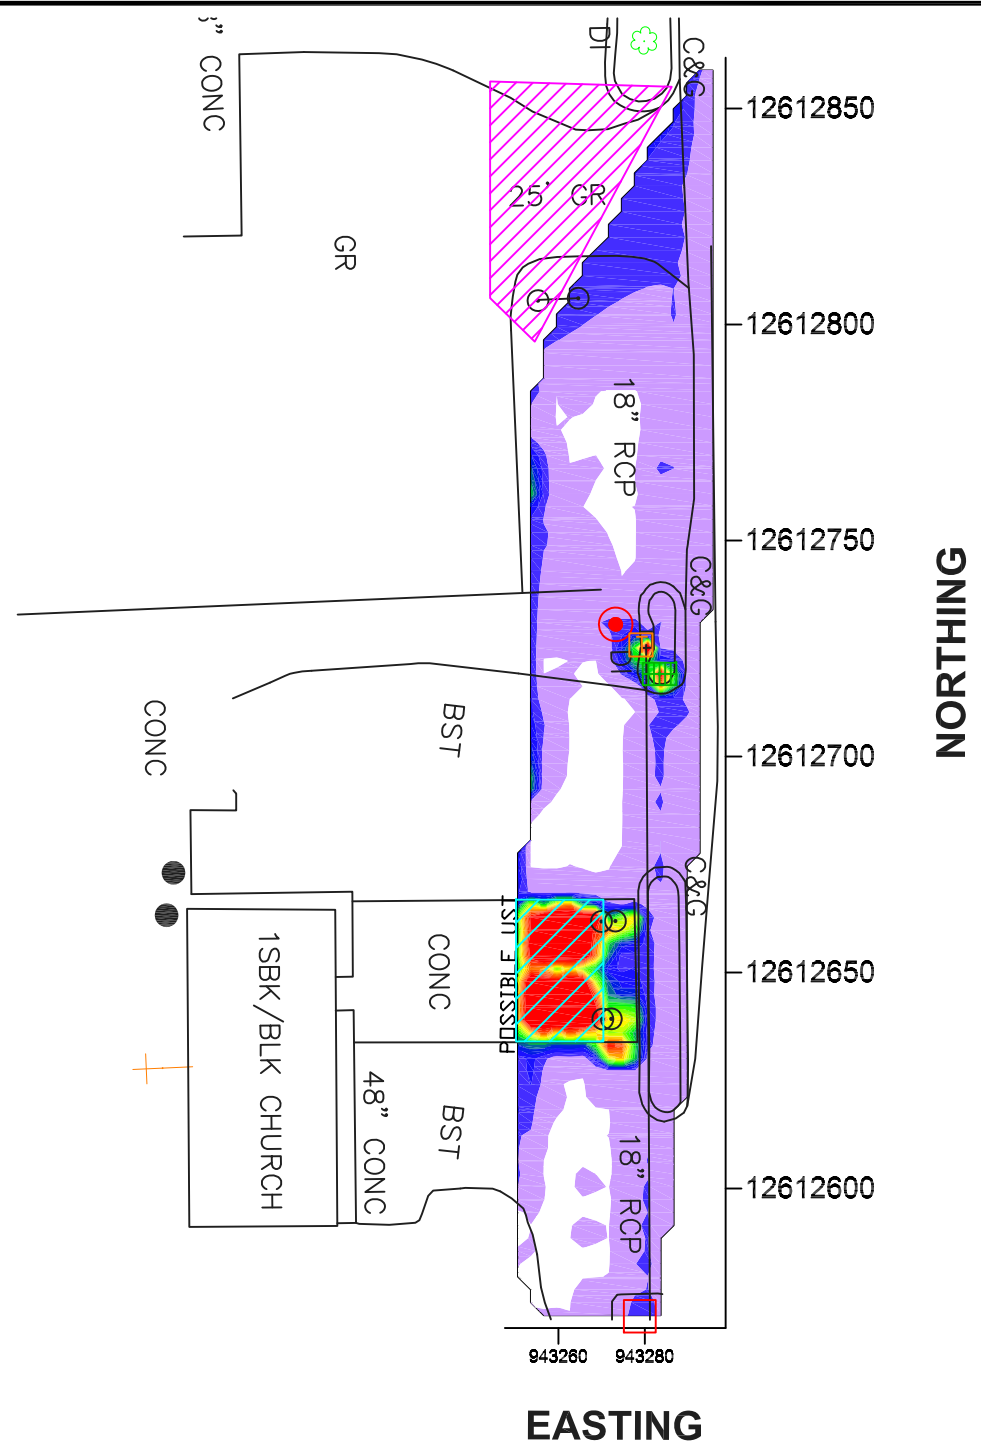 DI
C&G
CONC
12612850
25' GR
GR
12612800
18" RCP
12612750
C&G
DI
NORTHING
CONC
BST
12612700
C&G
POSSIBLE UST
CONC
1SBK/BLK CHURCH
12612650
48" CONC
BST
18" RCP
12612600
943260
943280
EASTING